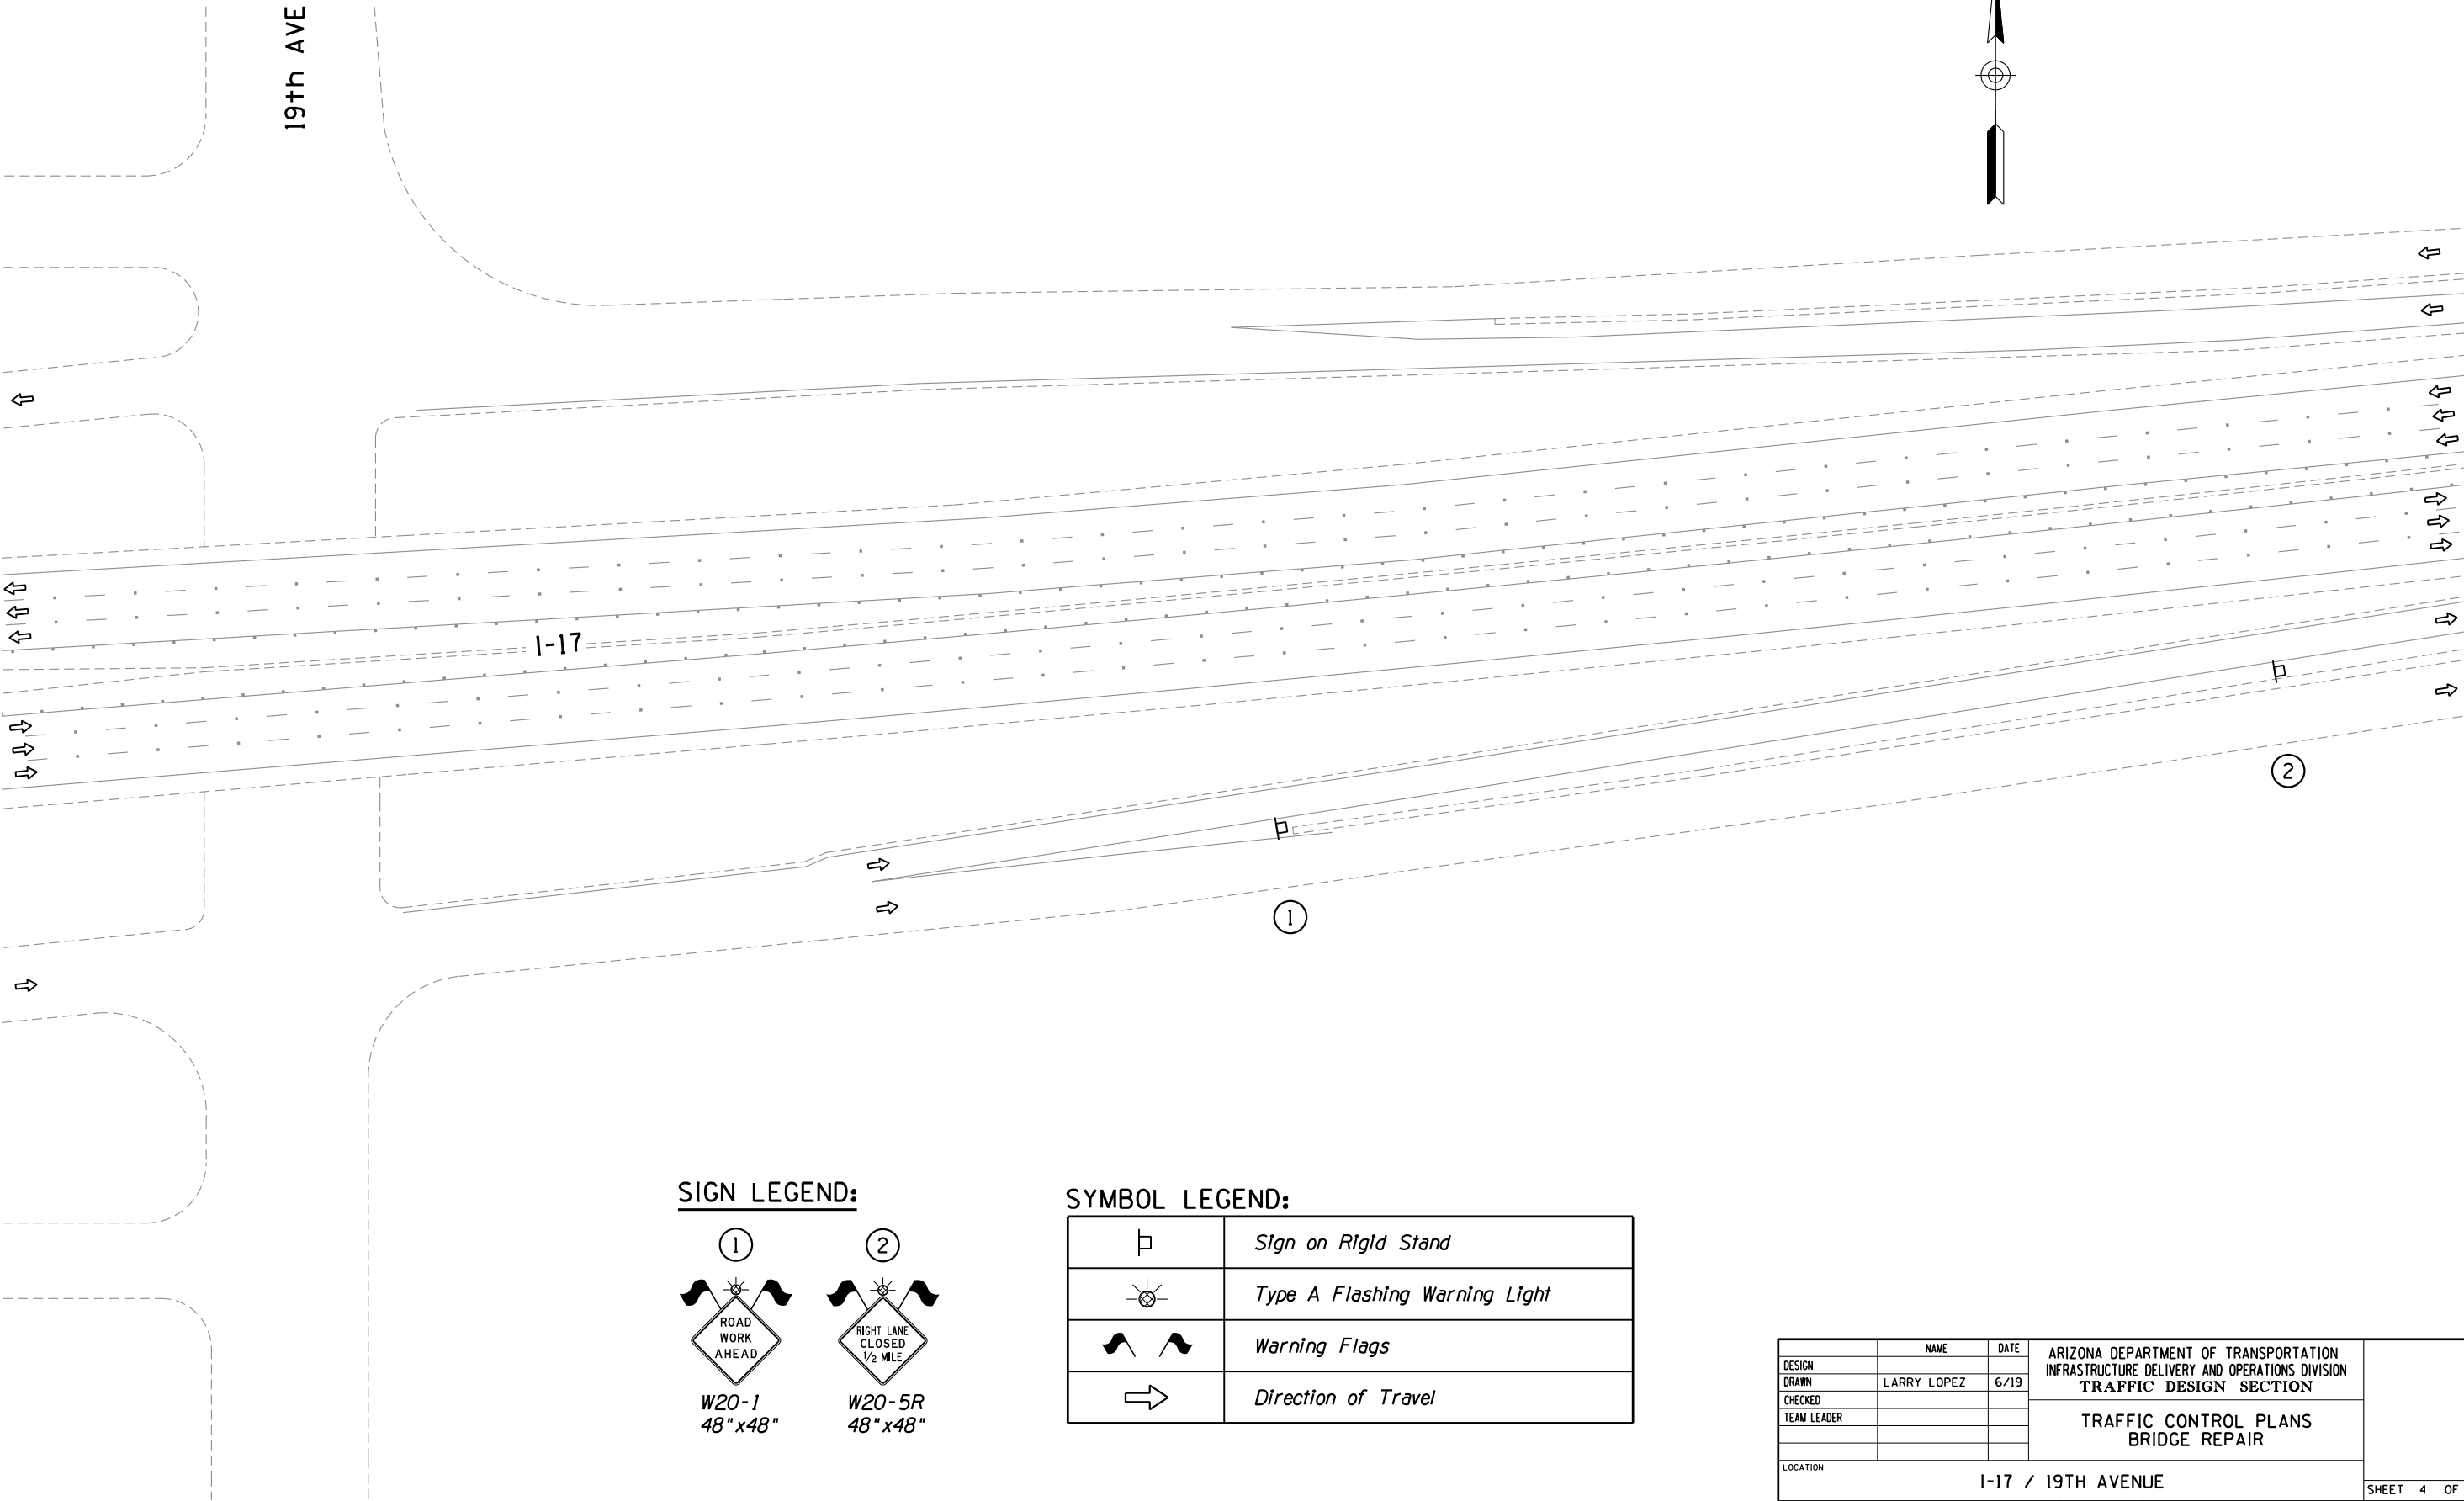 19th AVE
I-17
2
1
SIGN LEGEND:
1
2
ROAD
WORK
AHEAD
RIGHT LANE
CLOSED
1/2 MILE
W20-1
48"x48"
W20-5R
48"x48"
SYMBOL LEGEND:
Sign on Rigid Stand
Type A Flashing Warning Light
Warning Flags
Direction of Travel
NAME DATE
DESIGN
DRAWN LARRY LOPEZ 6/19
CHECKED
TEAM LEADER
ARIZONA DEPARTMENT OF TRANSPORTATION
INFRASTRUCTURE DELIVERY AND OPERATIONS DIVISION
TRAFFIC DESIGN SECTION
TRAFFIC CONTROL PLANS
BRIDGE REPAIR
LOCATION
I-17 / 19TH AVENUE
SHEET 4 OF